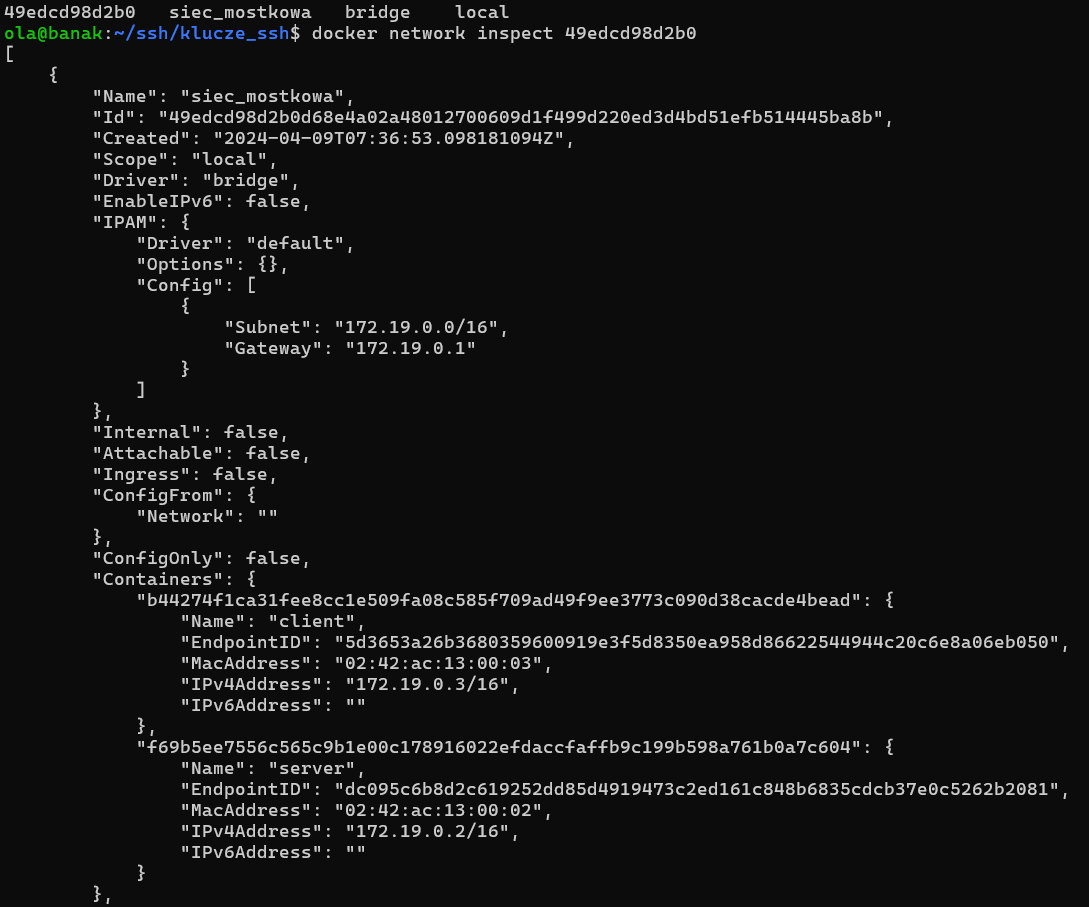 49edcd98d2b0   siec_mostkowa   bridge    local
ola@banak:~/ssh/klucze_ssh$ docker network inspect 49edcd98d2b0
[
    {
        "Name": "siec_mostkowa",
        "Id": "49edcd98d2b0d68e4a02a48012700609d1f499d220ed3d4bd51efb514445ba8b",
        "Created": "2024-04-09T07:36:53.098181094Z",
        "Scope": "local",
        "Driver": "bridge",
        "EnableIPv6": false,
        "IPAM": {
            "Driver": "default",
            "Options": {},
            "Config": [
                {
                    "Subnet": "172.19.0.0/16",
                    "Gateway": "172.19.0.1"
                }
            ]
        },
        "Internal": false,
        "Attachable": false,
        "Ingress": false,
        "ConfigFrom": {
            "Network": ""
        },
        "ConfigOnly": false,
        "Containers": {
            "b44274f1ca31fee8cc1e509fa08c585f709ad49f9ee3773c090d38cacde4bead": {
                "Name": "client",
                "EndpointID": "5d3653a26b3680359600919e3f5d8350ea958d86622544944c20c6e8a06eb050",
                "MacAddress": "02:42:ac:13:00:03",
                "IPv4Address": "172.19.0.3/16",
                "IPv6Address": ""
            },
            "f69b5ee7556c565c9b1e00c178916022efdaccfaffb9c199b598a761b0a7c604": {
                "Name": "server",
                "EndpointID": "dc095c6b8d2c619252dd85d4919473c2ed161c848b6835cdcb37e0c5262b2081",
                "MacAddress": "02:42:ac:13:00:02",
                "IPv4Address": "172.19.0.2/16",
                "IPv6Address": ""
            }
        },